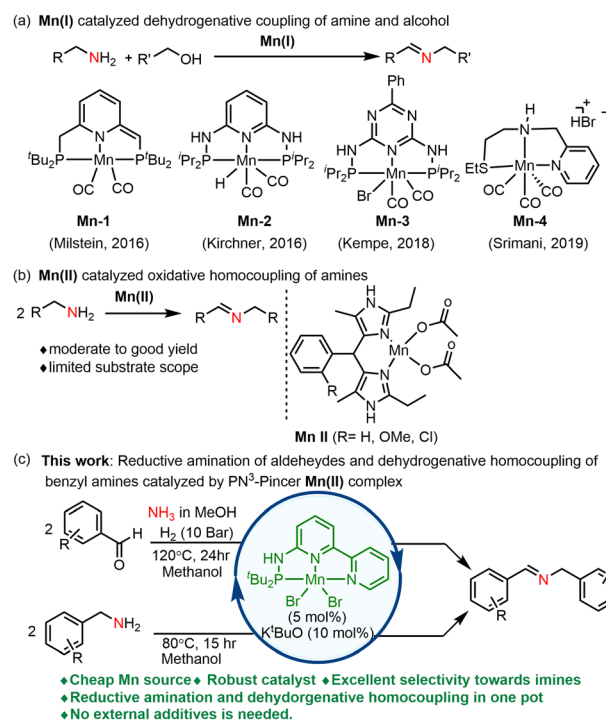 (a) Mn(I) catalyzed dehydrogenative coupling of amine and alcohol
R NH2 + R' OH Mn(I) R N R'
Ph
N N
N NH N NH HN N NH H HBr + -
tBu2P Mn PtBu2 iPr2P Mn PiPr2 iPr2P Mn PiPr2 EtS Mn N
OC CO H CO CO Br CO CO OC CO CO
Mn-1 Mn-2 Mn-3 Mn-4
(Milstein, 2016) (Kirchner, 2016) (Kempe, 2018) (Srimani, 2019)
(b) Mn(II) catalyzed oxidative homocoupling of amines
2 R NH2 Mn(II) R N R
♦moderate to good yield
♦limited substrate scope
H
N
N
O
Mn O
O
O
N
R
N
H
Mn II (R= H, OMe, Cl)
(c) This work: Reductive amination of aldeheydes and dehydrogenative homocoupling of
benzyl amines catalyzed by PN3-Pincer Mn(II) complex
2 R O H NH3 in MeOH
H2 (10 Bar)
120°C, 24hr
Methanol
NH N
tBu2P Mn N
Br Br
(5 mol%)
KtBuO (10 mol%)
R N
2 R NH2 80°C, 15 hr
Methanol
♦Cheap Mn source♦ Robust catalyst ♦Excellent selectivity towards imines
♦Reductive amination and dehydorgenative homocoupling in one pot
♦No external additives is needed.